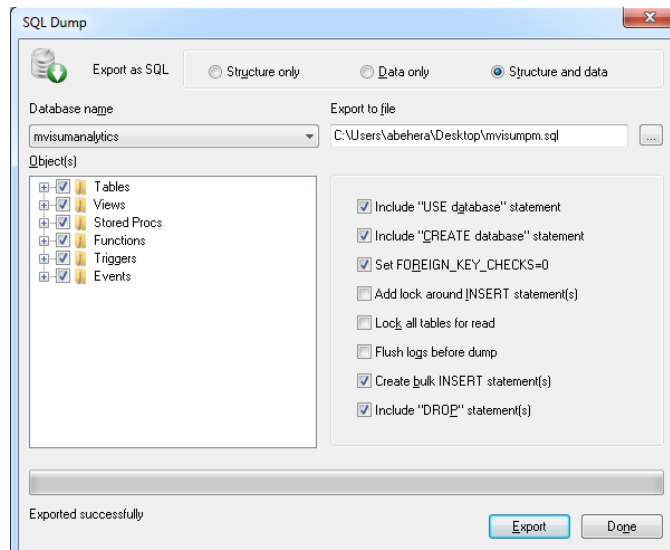 SQL Dump
Export as SQL
Structure only
Data only
Structure and data
Database name
Export to file
mvisumanalytics
C:\Users\abehera\Desktop\mvisumpm.sql
...
Object(s)
Tables
Views
Stored Procs
Functions
Triggers
Events
Include "USE database" statement
Include "CREATE database" statement
Set FOREIGN_KEY_CHECKS=0
Add lock around INSERT statement(s)
Lock all tables for read
Flush logs before dump
Create bulk INSERT statement(s)
Include "DROP" statement(s)
Exported successfully
Export
Done